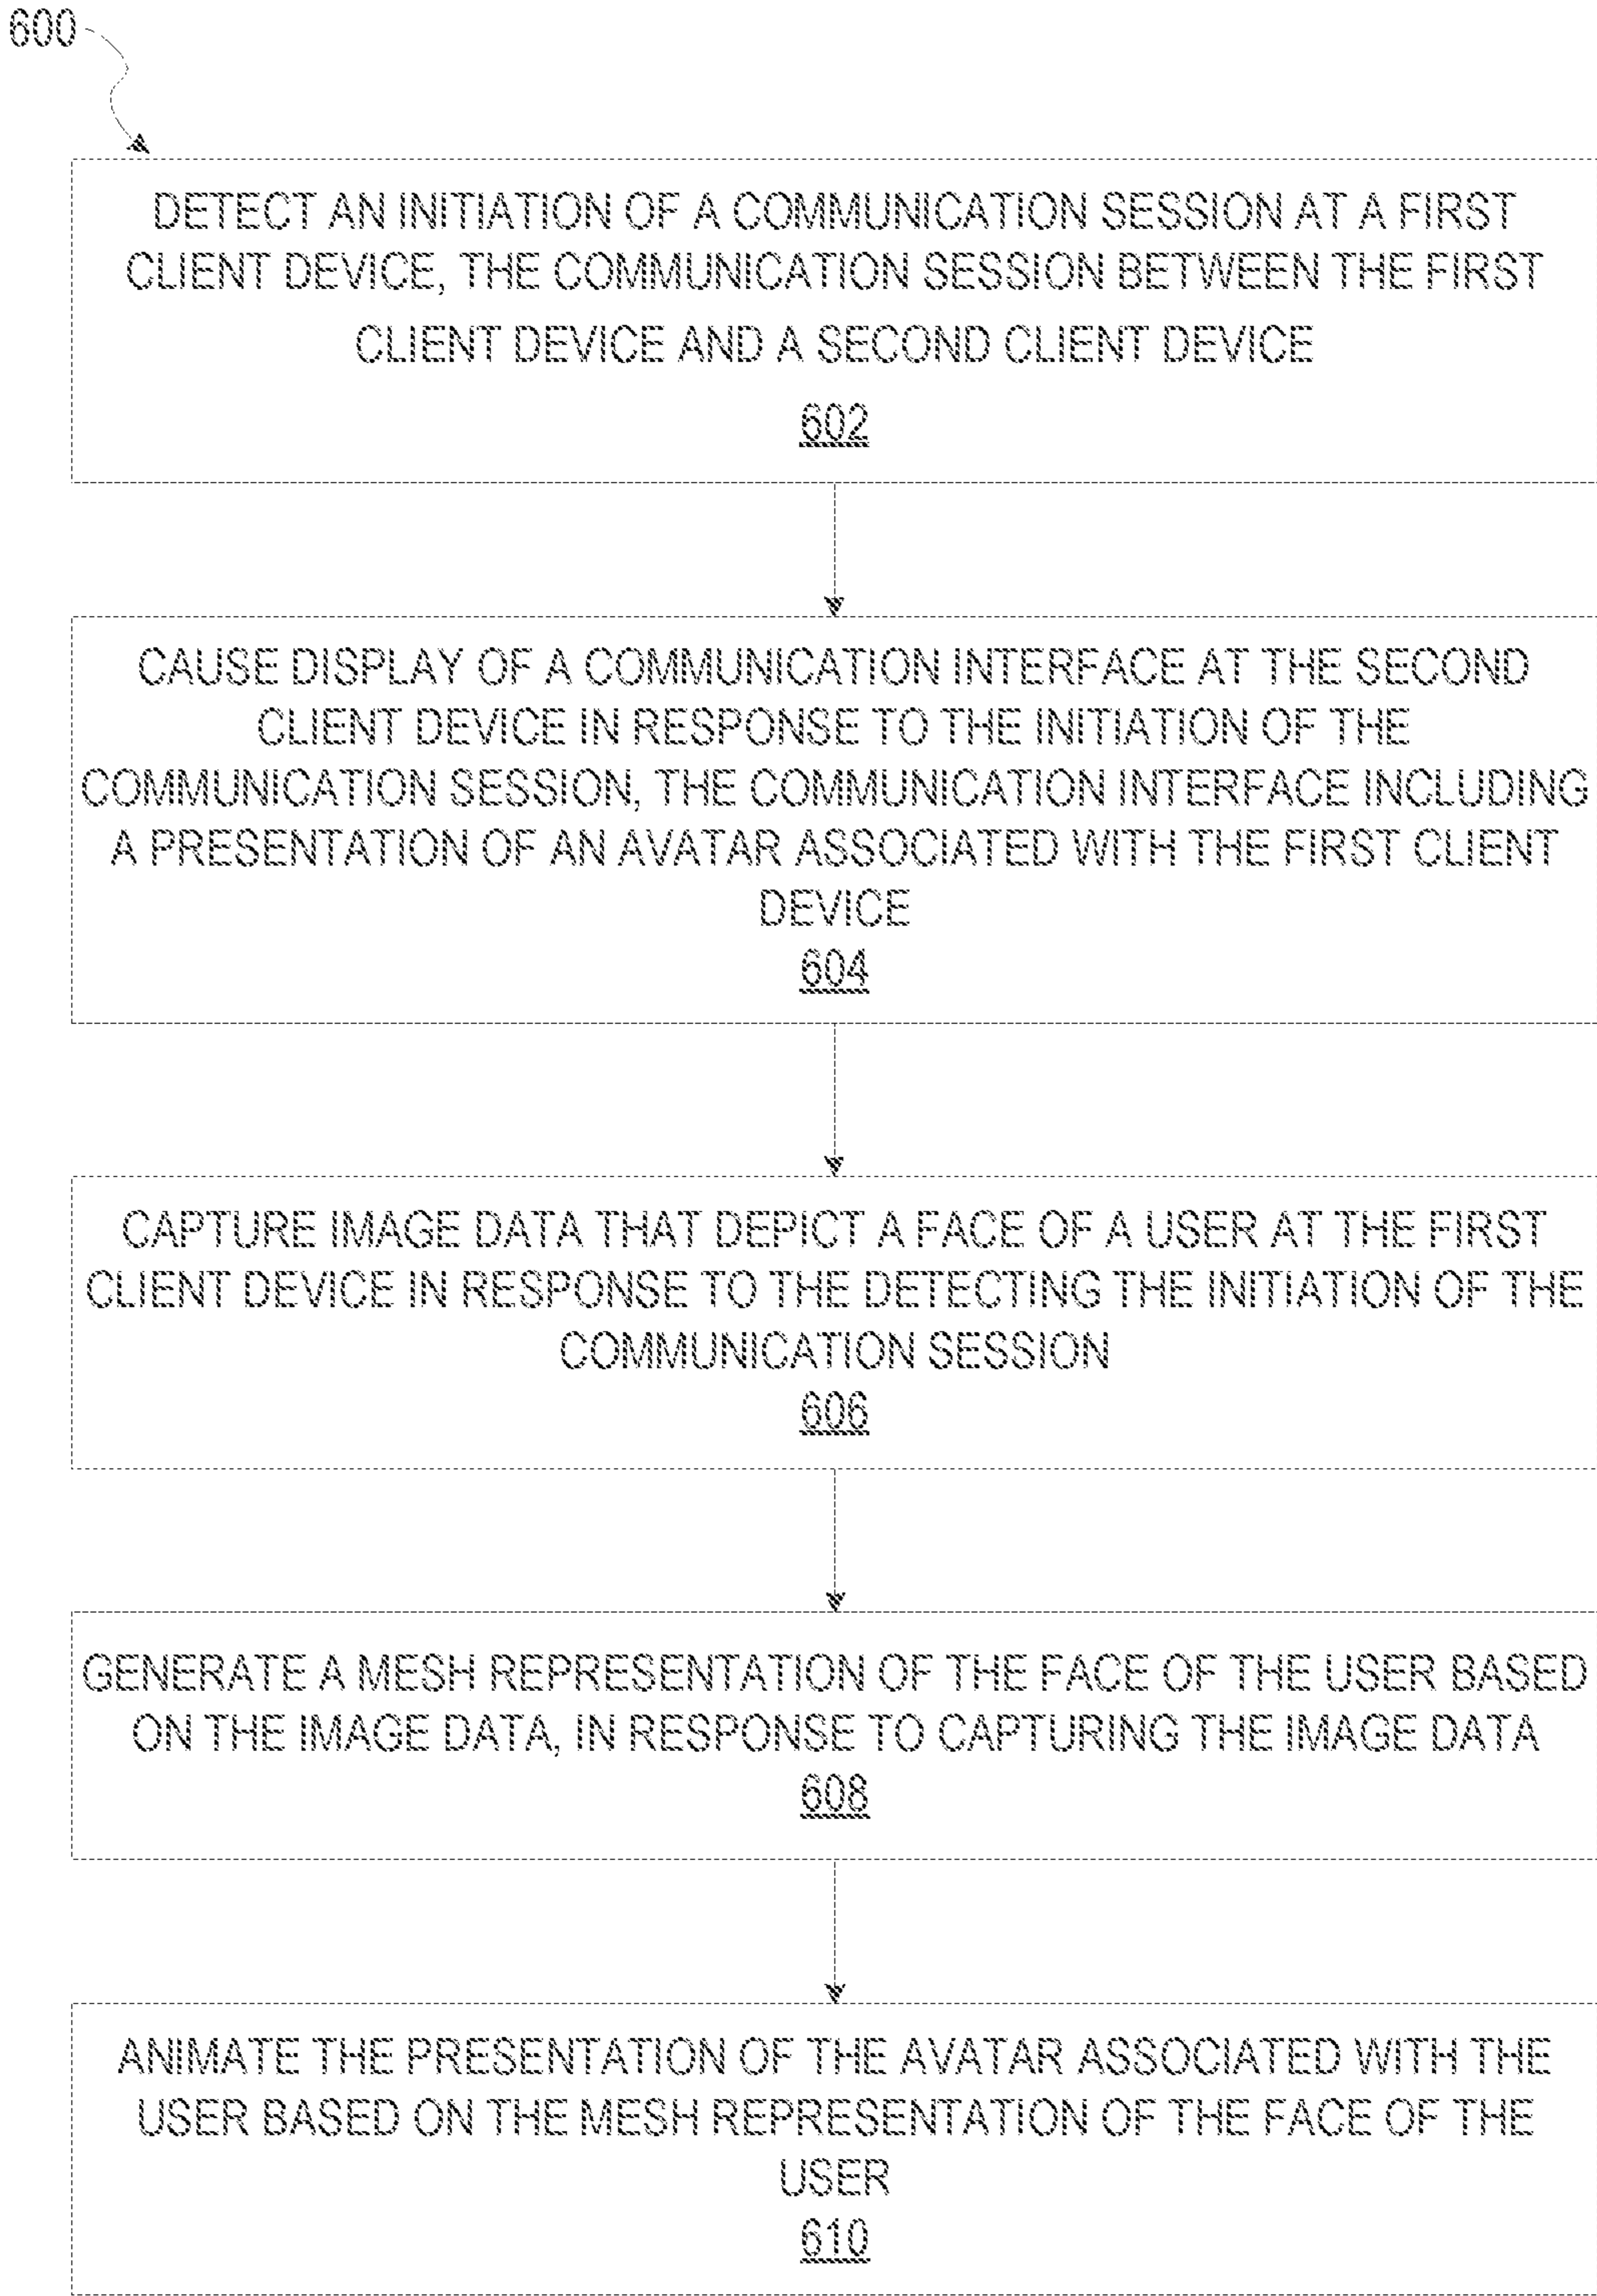 600
DETECT AN INITIATION OF A COMMUNICATION SESSION AT A FIRST
CLIENT DEVICE, THE COMMUNICATION SESSION BETWEEN THE FIRST
CLIENT DEVICE AND A SECOND CLIENT DEVICE
602
CAUSE DISPLAY OF A COMMUNICATION INTERFACE AT THE SECOND
CLIENT DEVICE IN RESPONSE TO THE INITIATION OF THE
COMMUNICATION SESSION, THE COMMUNICATION INTERFACE INCLUDING
A PRESENTATION OF AN AVATAR ASSOCIATED WITH THE FIRST CLIENT
DEVICE
604
CAPTURE IMAGE DATA THAT DEPICT A FACE OF A USER AT THE FIRST
CLIENT DEVICE IN RESPONSE TO THE DETECTING THE INITIATION OF THE
COMMUNICATION SESSION
606
GENERATE A MESH REPRESENTATION OF THE FACE OF THE USER BASED
ON THE IMAGE DATA, IN RESPONSE TO CAPTURING THE IMAGE DATA
608
ANIMATE THE PRESENTATION OF THE AVATAR ASSOCIATED WITH THE
USER BASED ON THE MESH REPRESENTATION OF THE FACE OF THE
USER
610